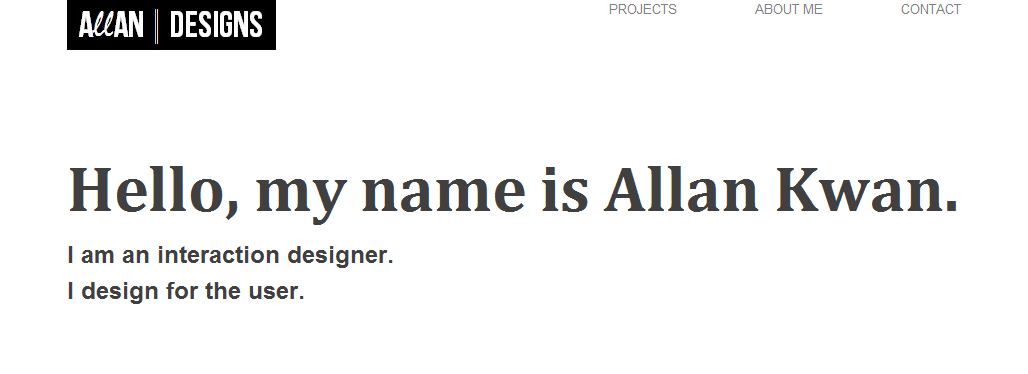 AllAN || DESIGNS
PROJECTS ABOUT ME CONTACT
Hello, my name is Allan Kwan.
I am an interaction designer.
I design for the user.